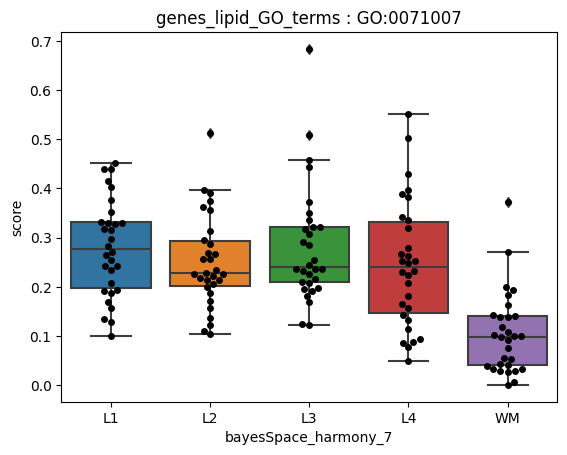 genes_lipid_GO_terms : GO:0071007
0.7
0.6
0.5
0.4
0.3
0.2
0.1
0.0
score
L1 L2 L3 L4 WM
bayesSpace_harmony_7